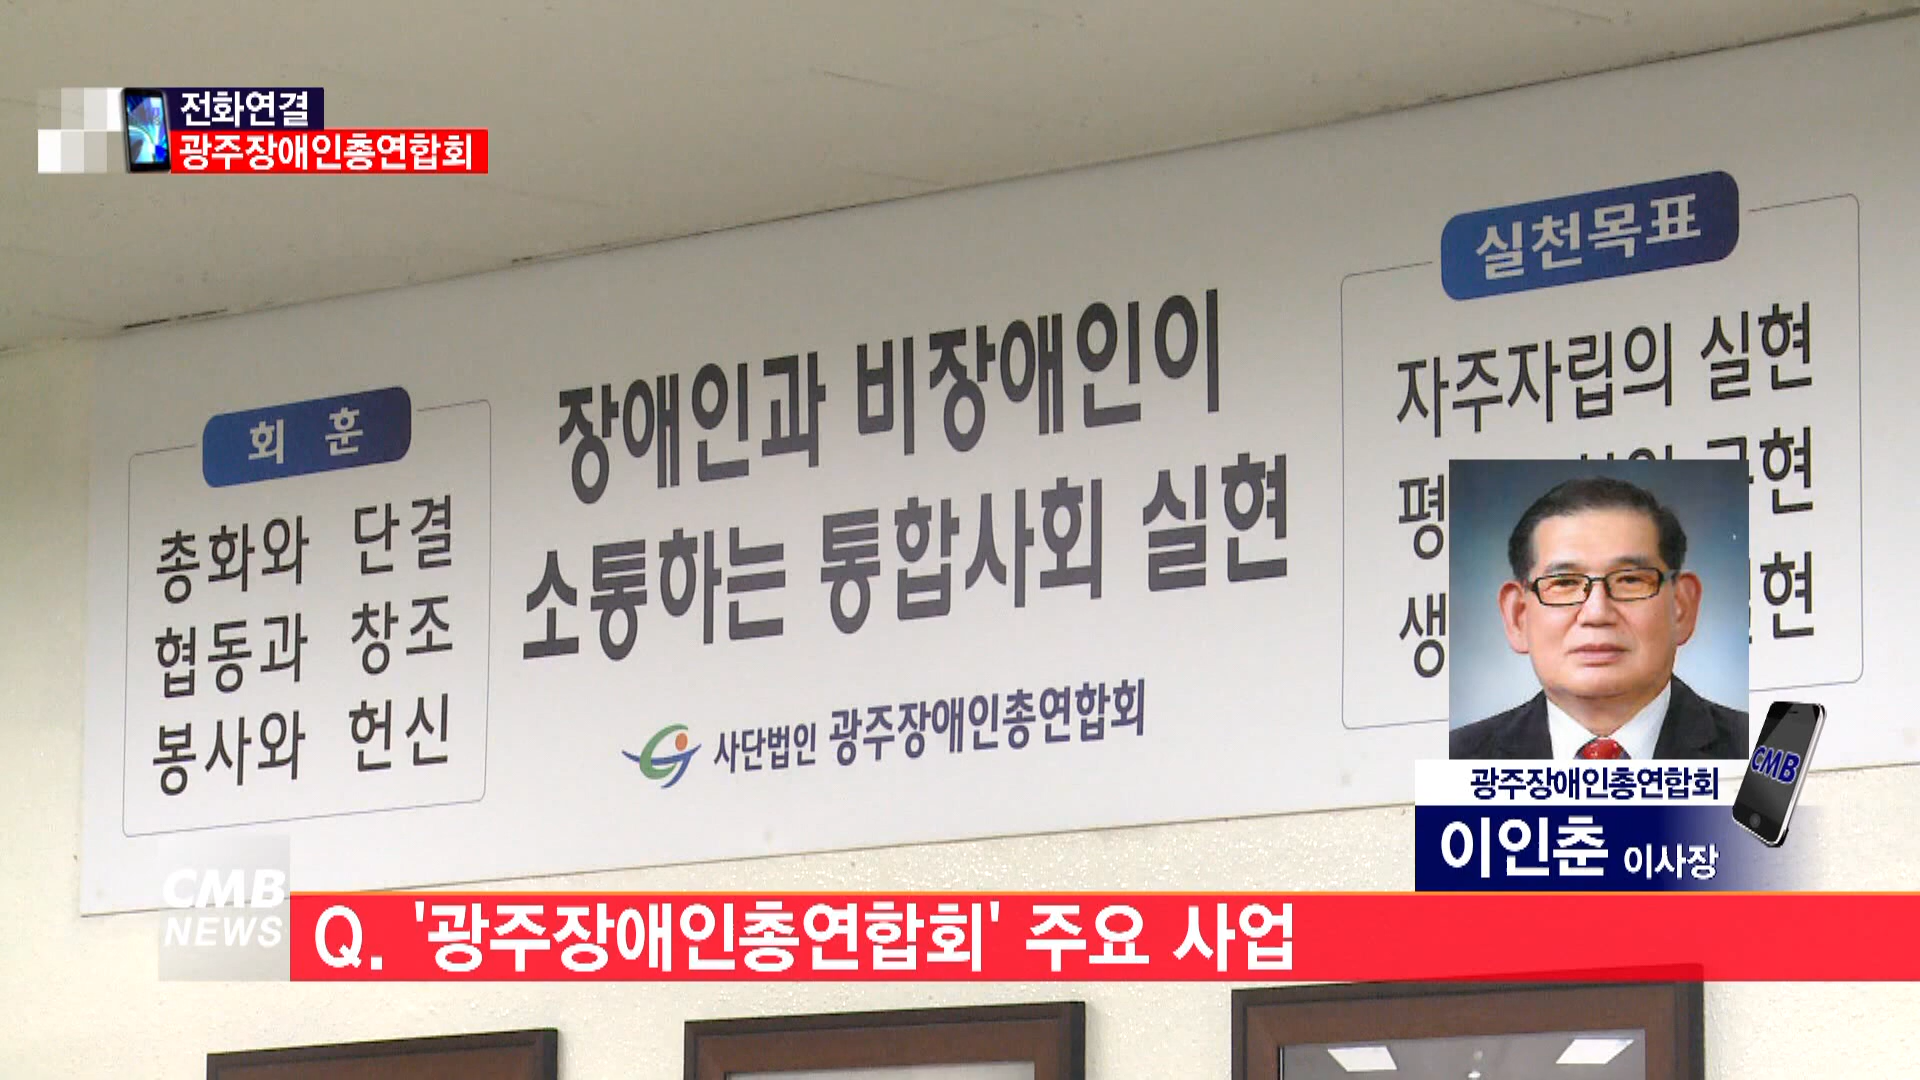 전화연결
광주장애인총연합회
회 훈
총화와 단결
협동과 창조
봉사와 헌신
장애인과 비장애인이
소통하는 통합사회 실현
사단법인 광주장애인총연합회
실천목표
자주자립의 실현
평
현
생
현
CMB
광주장애인총연합회
이인춘 이사장
CMB
NEWS
Q. '광주장애인총연합회' 주요 사업